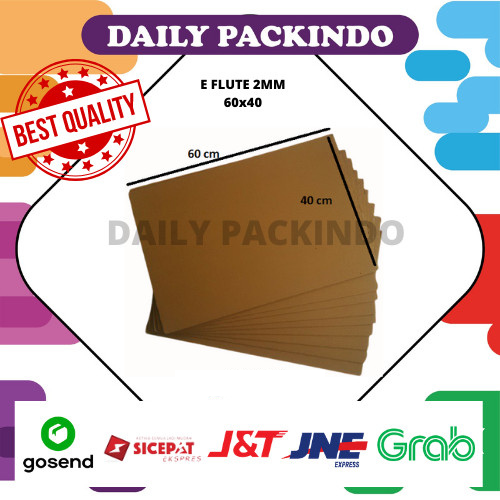 DAILY PACKINDO
E FLUTE 2MM
60x40
BEST QUALITY
60 cm
40 cm
DAILY PACKINDO
gosend
SICEPAT
EKSPRES
J&T
JNE
EXPRESS
Grab